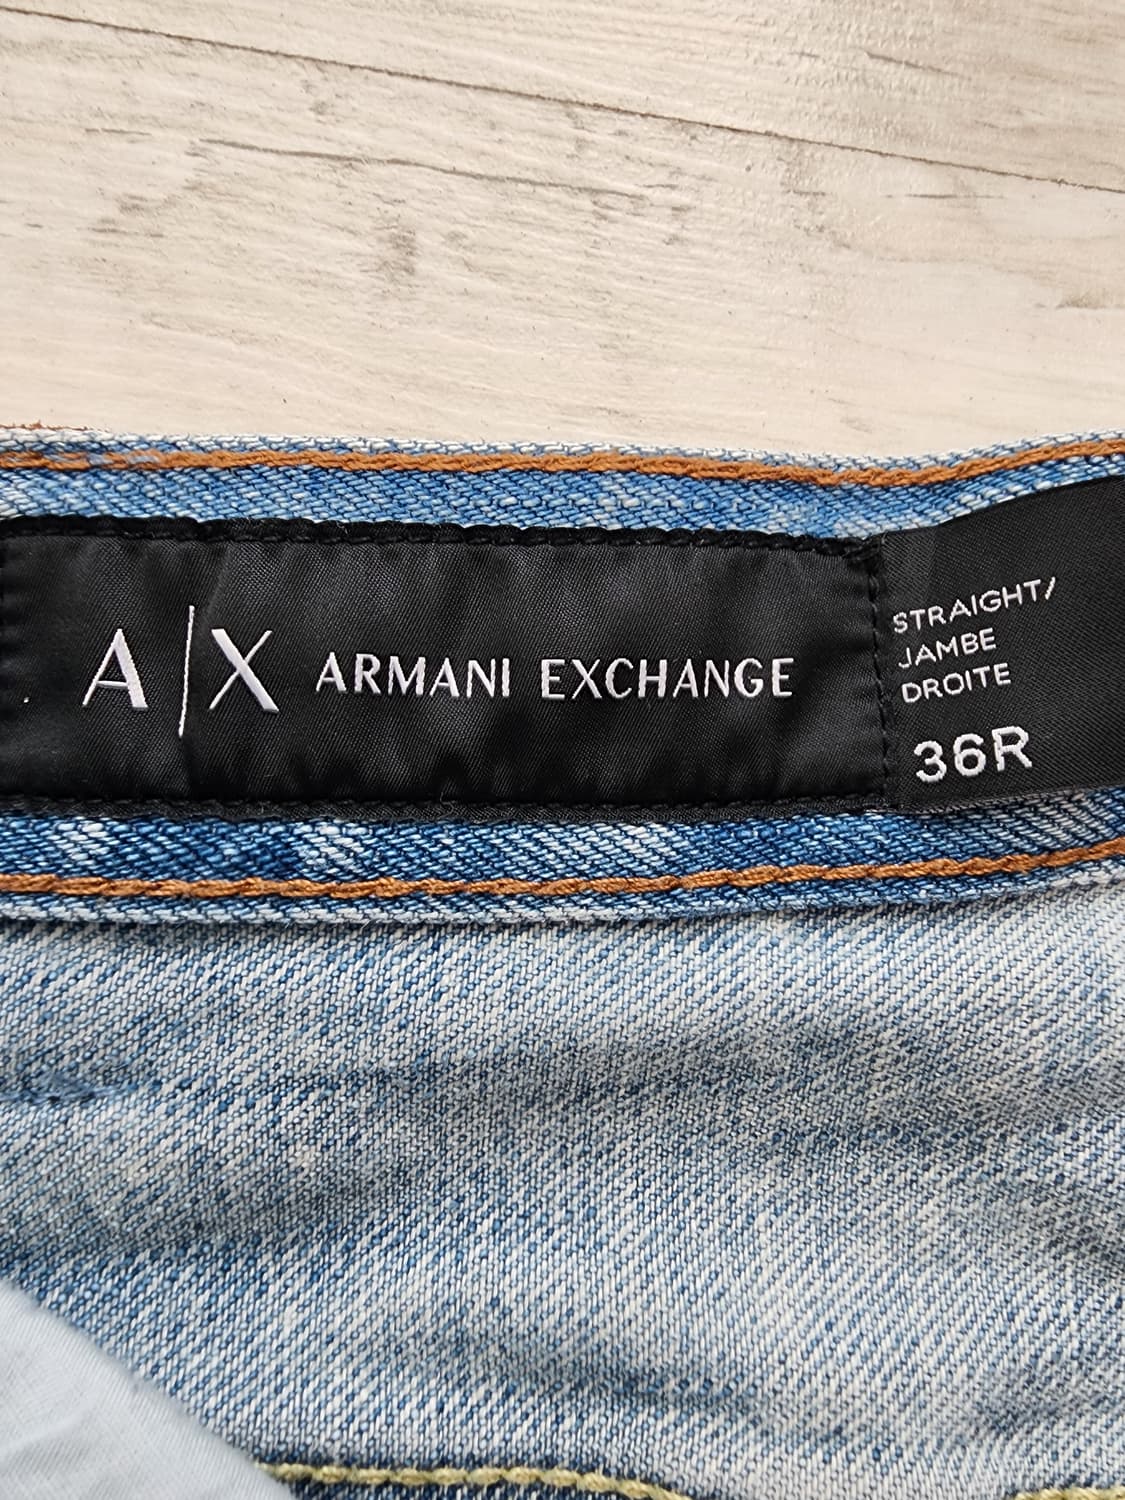 A|X ARMANI EXCHANGE
STRAIGHT/
JAMBE
DROITE
36R